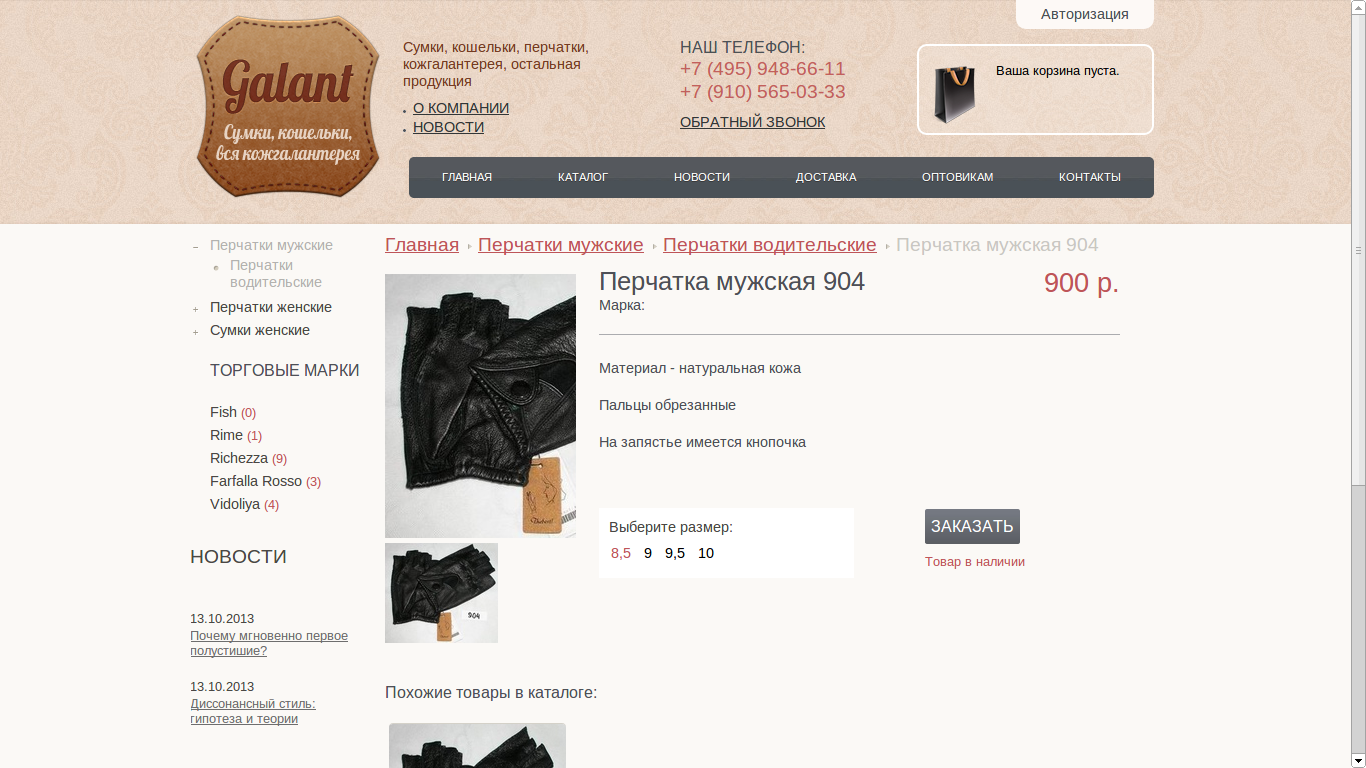 Авторизация
Galant
Сумки, кошельки,
вся кожгалантерея
Сумки, кошельки, перчатки,
кожгалантерея, остальная
продукция
О КОМПАНИИ
НОВОСТИ
НАШ ТЕЛЕФОН:
+7 (495) 948-66-11
+7 (910) 565-03-33
ОБРАТНЫЙ ЗВОНОК
Ваша корзина пуста.
ГЛАВНАЯ КАТАЛОГ НОВОСТИ ДОСТАВКА ОПТОВИКАМ КОНТАКТЫ
Перчатки мужские
Перчатки
водительские
Перчатки женские
Сумки женские
ТОРГОВЫЕ МАРКИ
Fish (0)
Rime (1)
Richezza (9)
Farfalla Rosso (3)
Vidoliya (4)
НОВОСТИ
13.10.2013
Почему мгновенно первое
полустишие?
13.10.2013
Диссонансный стиль:
гипотеза и теории
Главная Перчатки мужские Перчатки водительские Перчатка мужская 904
Перчатка мужская 904
900 р.
Марка:
Материал - натуральная кожа
Пальцы обрезанные
На запястье имеется кнопочка
Выберите размер:
8,5 9 9,5 10
ЗАКАЗАТЬ
Товар в наличии
904
Похожие товары в каталоге: